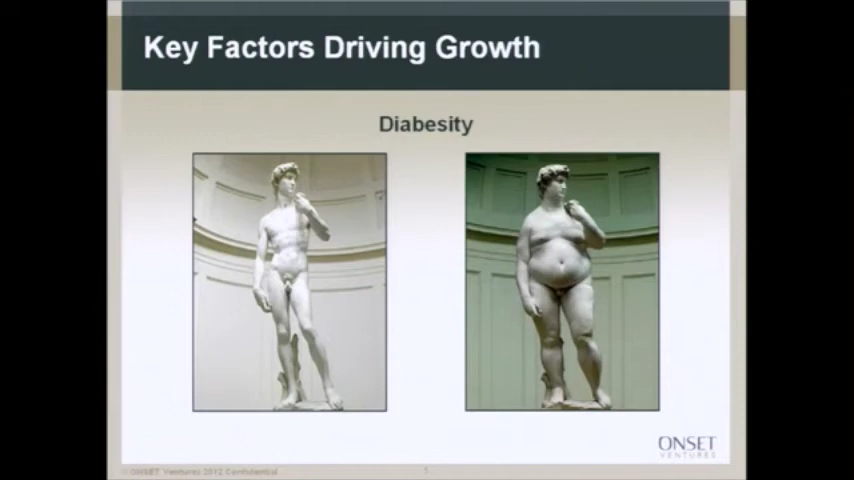 Key Factors Driving Growth
Diabesity
ONSET
VENTURES
ONSET Ventures 2012 Confidential